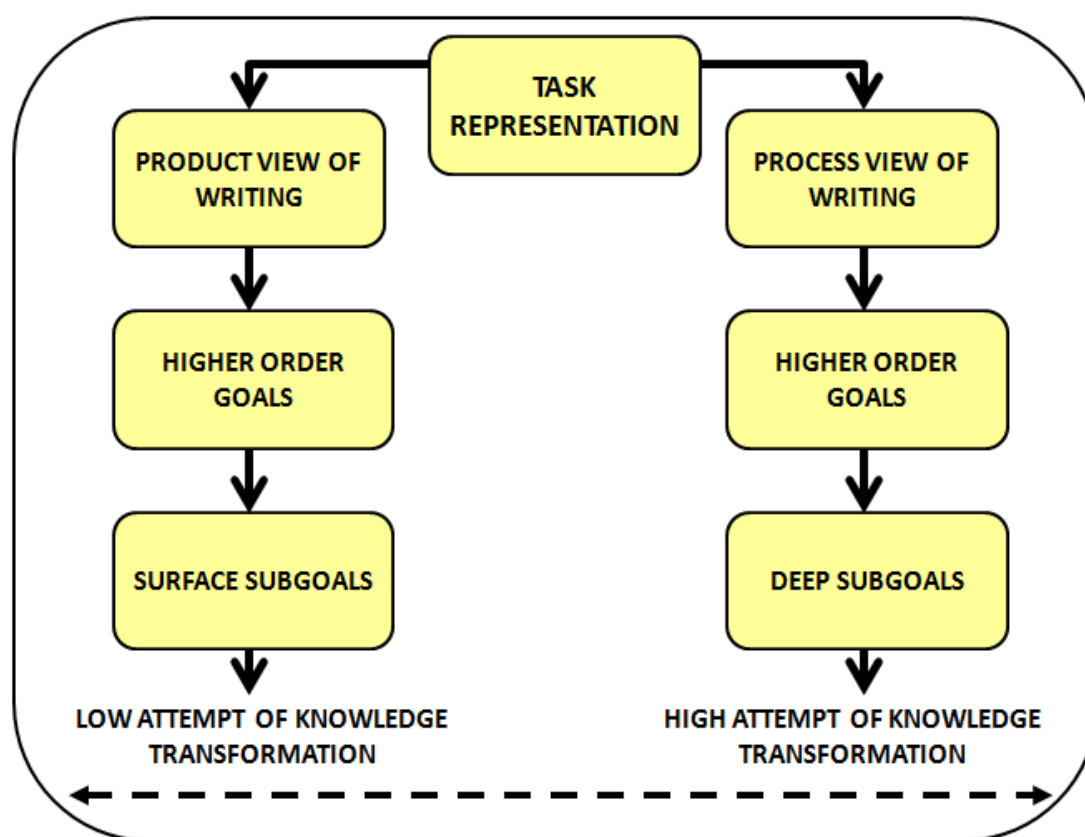 TASK
REPRESENTATION
PRODUCT VIEW OF
WRITING
PROCESS VIEW OF
WRITING
HIGHER ORDER
GOALS
HIGHER ORDER
GOALS
SURFACE SUBGOALS
DEEP SUBGOALS
LOW ATTEMPT OF KNOWLEDGE
TRANSFORMATION
HIGH ATTEMPT OF KNOWLEDGE
TRANSFORMATION